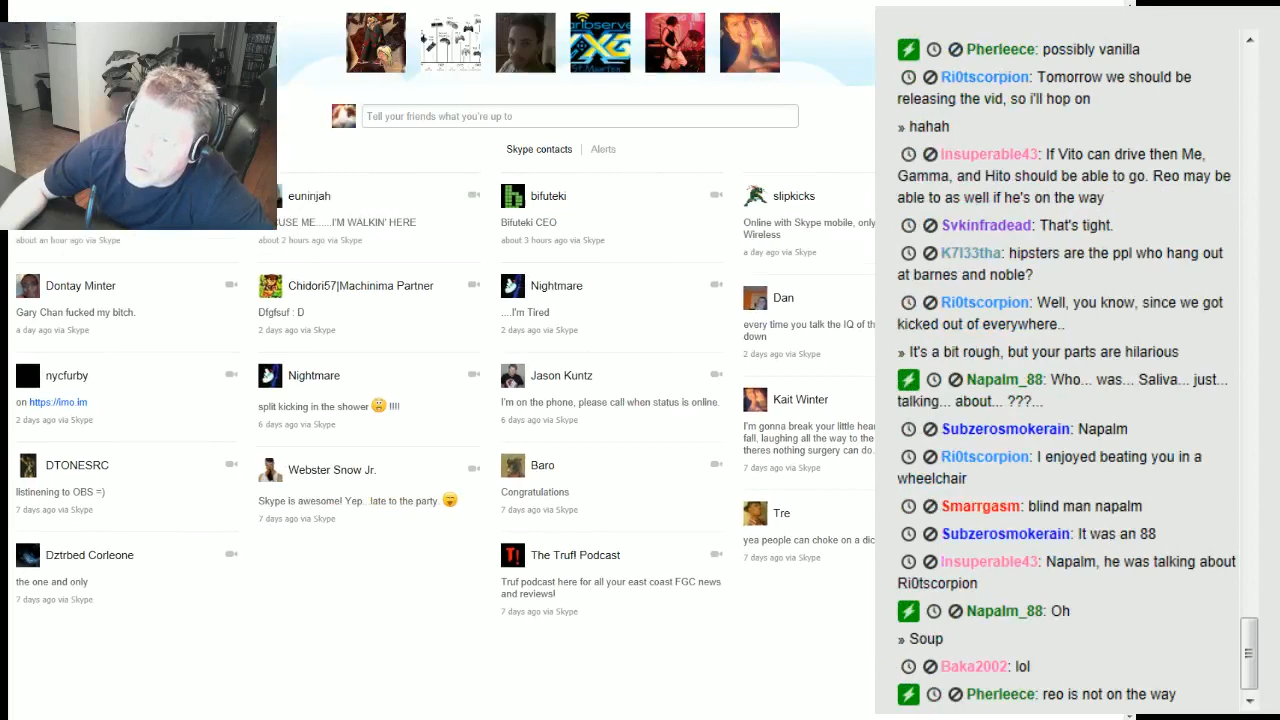 Tell your friends what you're up to
Skype contacts | Alerts
about an hour ago via Skype
euninjah
CUSE ME......I'M WALKIN' HERE
about 2 hours ago via Skype
bifuteki
Bifuteki CEO
about 3 hours ago via Skype
slipkicks
Online with Skype mobile, only
Wireless
a day ago via Skype
Dontay Minter
Gary Chan fucked my bitch.
a day ago via Skype
Chidori57|Machinima Partner
Dfgfsuf : D
2 days ago via Skype
Nightmare
....I'm Tired
2 days ago via Skype
Dan
every time you talk the IQ of th
down
2 days ago via Skype
nycfurby
on https://imo.im
2 days ago via Skype
Nightmare
split kicking in the shower !!!!
6 days ago via Skype
Jason Kuntz
I'm on the phone, please call when status is online.
6 days ago via Skype
Kait Winter
I'm gonna break your little hear
fall, laughing all the way to the
theres nothing surgery can do.
7 days ago via Skype
DTONESRC
listnening to OBS =)
7 days ago via Skype
Webster Snow Jr.
Skype is awesome! Yep...late to the party
7 days ago via Skype
Baro
Congratulations
7 days ago via Skype
Tre
yea people can choke on a dic
7 days ago via Skype
Dztrbed Corleone
the one and only
7 days ago via Skype
The Truf! Podcast
Truf podcast here for all your east coast FGC news
and reviews!
7 days ago via Skype
Pherleece: possibly vanilla
Ri0tscorpion: Tomorrow we should be
releasing the vid, so i'll hop on
» hahah
Insuperable43: If Vito can drive then Me,
Gamma, and Hito should be able to go. Reo may be
able to as well if he's on the way
Svkinfradead: That's tight.
K7l33tha: hipsters are the ppl who hang out
at barnes and noble?
Ri0tscorpion: Well, you know, since we got
kicked out of everywhere..
» It's a bit rough, but your parts are hilarious
Napalm_88: Who... was... Saliva... just...
talking... about... ???...
Subzerosmokerain: Napalm
Ri0tscorpion: I enjoyed beating you in a
wheelchair
Smarrgasm: blind man napalm
Subzerosmokerain: It was an 88
Insuperable43: Napalm, he was talking about
Ri0tscorpion
Napalm_88: Oh
» Soup
Baka2002: lol
Pherleece: reo is not on the way